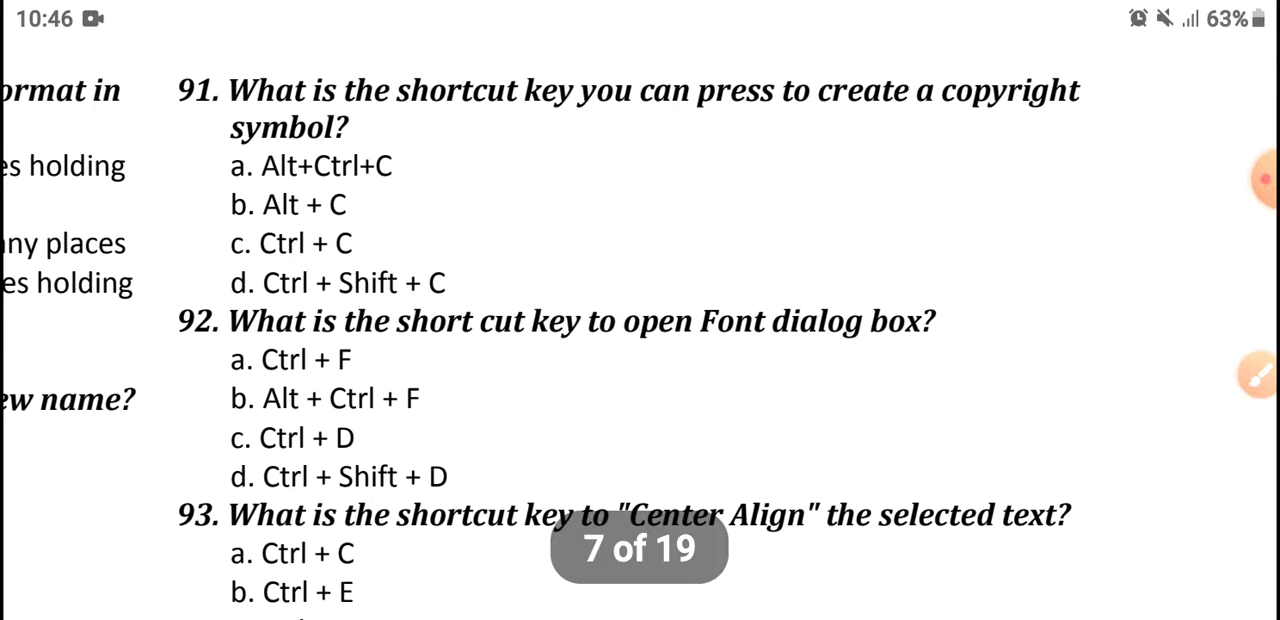 10:46
63%
ormat in
es holding
ny places
es holding
ew name?
91. What is the shortcut key you can press to create a copyright
symbol?
a. Alt+Ctrl+C
b. Alt + C
c. Ctrl + C
d. Ctrl + Shift + C
92. What is the short cut key to open Font dialog box?
a. Ctrl + F
b. Alt + Ctrl + F
c. Ctrl + D
d. Ctrl + Shift + D
93. What is the shortcut key to "Center Align" the selected text?
a. Ctrl + C
b. Ctrl + E
7 of 19